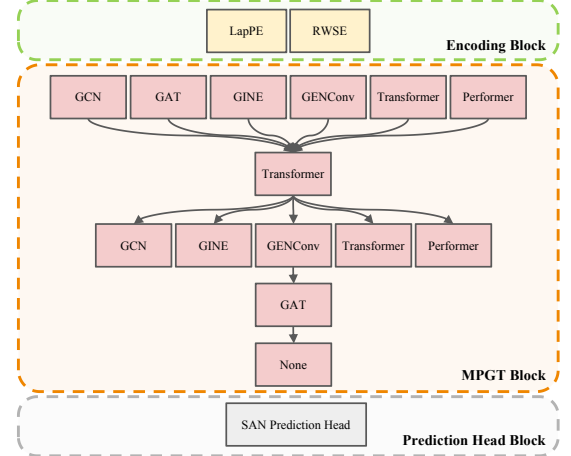 LapPE RWSE
Encoding Block
GCN GAT GINE GENConv Transformer Performer
Transformer
GCN GINE GENConv Transformer Performer
GAT
None
MPGT Block
SAN Prediction Head
Prediction Head Block